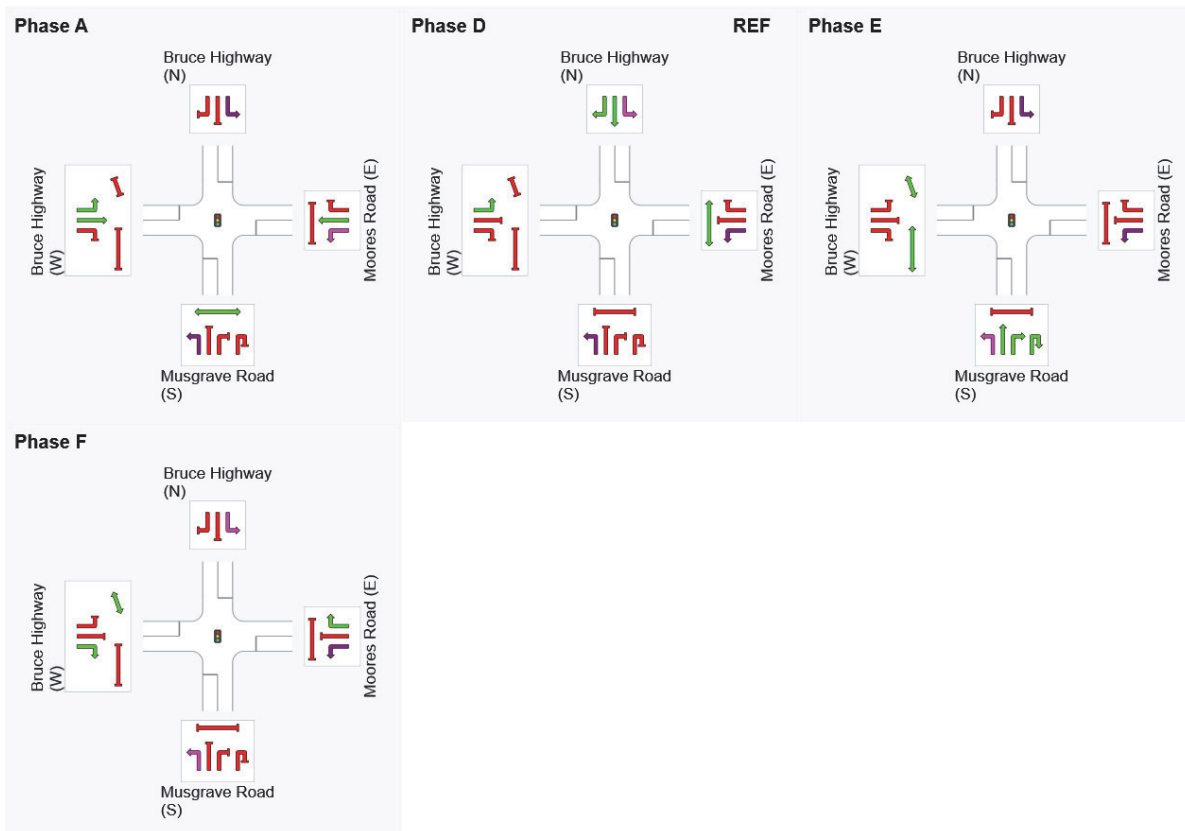 Phase A
Bruce Highway
(N)
Bruce Highway
(W)
Moores Road (E)
Musgrave Road
(S)
Phase D
REF
Bruce Highway
(N)
Bruce Highway
(W)
Moores Road (E)
Musgrave Road
(S)
Phase E
Bruce Highway
(N)
Bruce Highway
(W)
Moores Road (E)
Musgrave Road
(S)
Phase F
Bruce Highway
(N)
Bruce Highway
(W)
Moores Road (E)
Musgrave Road
(S)